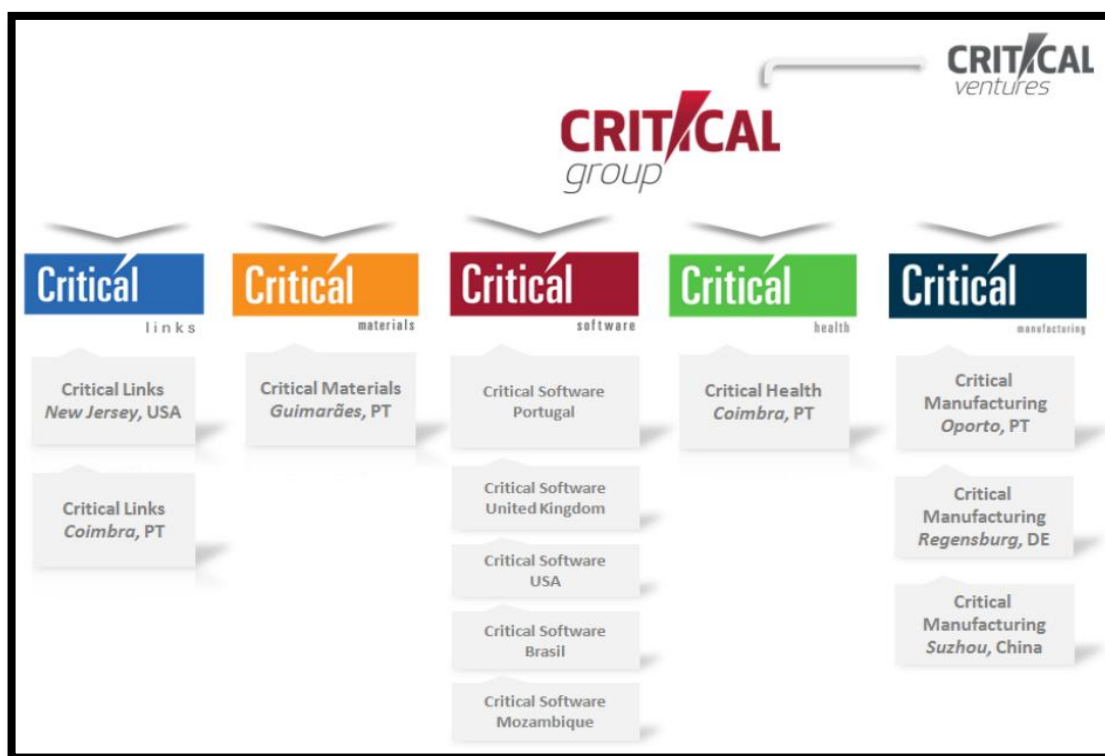 CRITICAL
ventures
CRITICAL
group
Critical
links
Critical
materials
Critical
software
Critical
health
Critical
manufacturing
Critical Links
New Jersey, USA
Critical Links
Coimbra, PT
Critical Materials
Guimarães, PT
Critical Software
Portugal
Critical Software
United Kingdom
Critical Software
USA
Critical Software
Brasil
Critical Software
Mozambique
Critical Health
Coimbra, PT
Critical
Manufacturing
Oporto, PT
Critical
Manufacturing
Regensburg, DE
Critical
Manufacturing
Suzhou, China